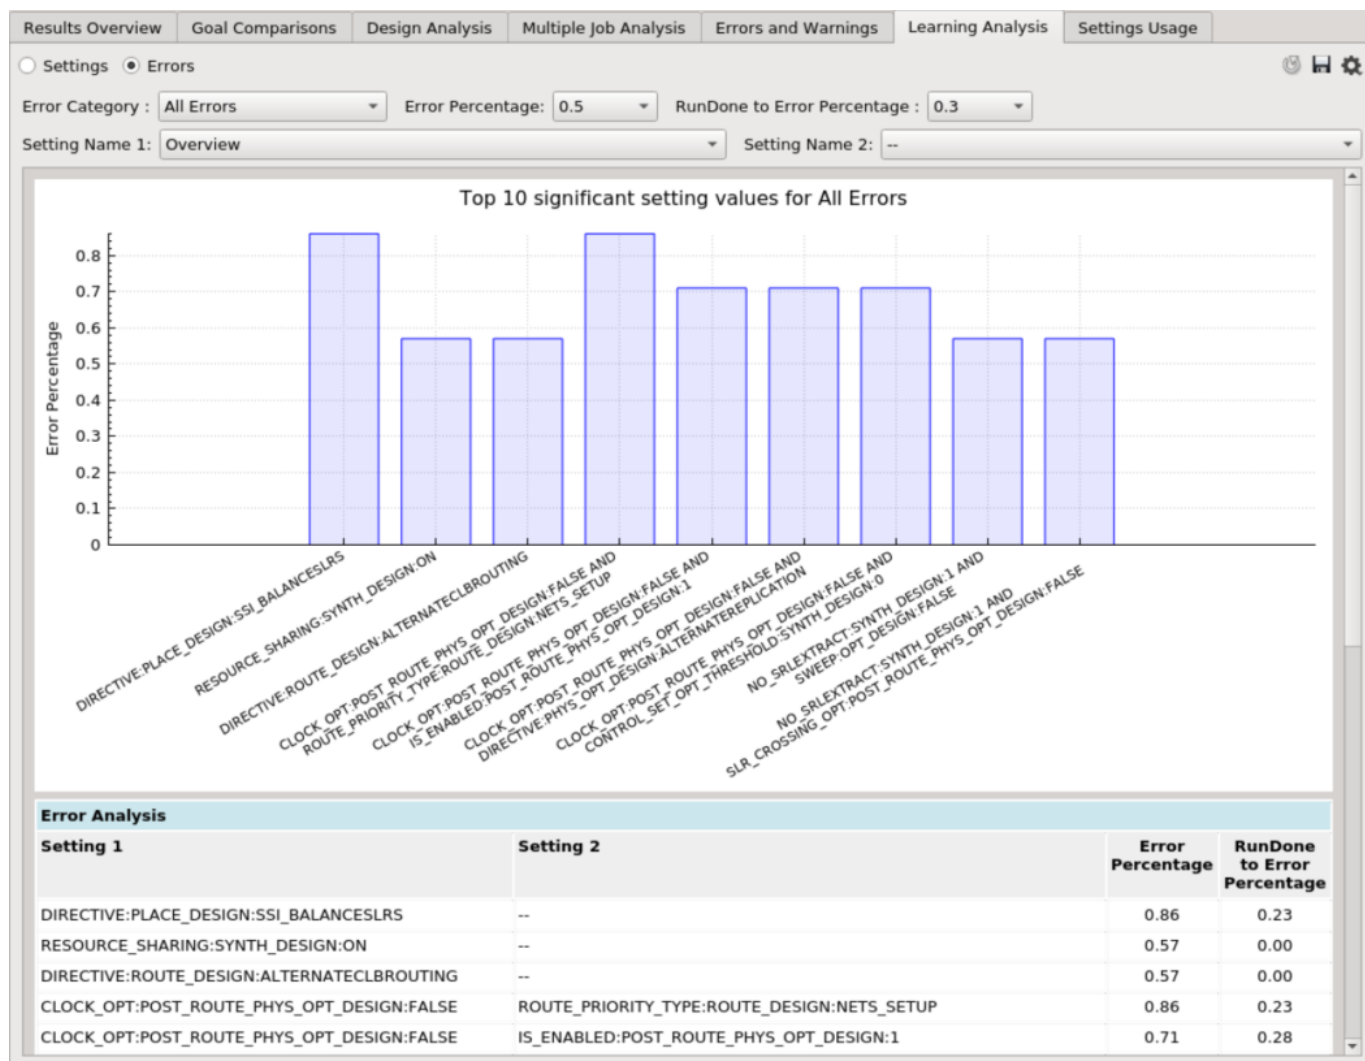 Results Overview Goal Comparisons Design Analysis Multiple Job Analysis Errors and Warnings Learning Analysis Settings Usage
Settings Errors
Error Category : All Errors Error Percentage: 0.5 RunDone to Error Percentage : 0.3
Setting Name 1: Overview Setting Name 2: --
Top 10 significant setting values for All Errors
Error Percentage
0.8
0.7
0.6
0.5
0.4
0.3
0.2
0.1
0
DIRECTIVE:PLACE_DESIGN:SSI_BALANCESLRS
RESOURCE_SHARING:SYNTH_DESIGN:ON
DIRECTIVE:ROUTE_DESIGN:ALTERNATECLBROUTING
CLOCK_OPT:POST_ROUTE_PHYS_OPT_DESIGN:FALSE AND
ROUTE_PRIORITY_TYPE:ROUTE_DESIGN:NETS_SETUP
CLOCK_OPT:POST_ROUTE_PHYS_OPT_DESIGN:FALSE AND
IS_ENABLED:POST_ROUTE_PHYS_OPT_DESIGN:1
CLOCK_OPT:POST_ROUTE_PHYS_OPT_DESIGN:FALSE AND
DIRECTIVE:PHYS_OPT_DESIGN:ALTERNATEREPLICATION
CLOCK_OPT:POST_ROUTE_PHYS_OPT_DESIGN:FALSE AND
CONTROL_SET_OPT_THRESHOLD:SYNTH_DESIGN:0
NO_SRLEXTRACT:SYNTH_DESIGN:1 AND
SWEEP:OPT_DESIGN:FALSE
NO_SRLEXTRACT:SYNTH_DESIGN:1 AND
SLR_CROSSING_OPT:POST_ROUTE_PHYS_OPT_DESIGN:FALSE
Error Analysis
Setting 1 Setting 2 Error Percentage RunDone to Error Percentage
DIRECTIVE:PLACE_DESIGN:SSI_BALANCESLRS -- 0.86 0.23
RESOURCE_SHARING:SYNTH_DESIGN:ON -- 0.57 0.00
DIRECTIVE:ROUTE_DESIGN:ALTERNATECLBROUTING -- 0.57 0.00
CLOCK_OPT:POST_ROUTE_PHYS_OPT_DESIGN:FALSE ROUTE_PRIORITY_TYPE:ROUTE_DESIGN:NETS_SETUP 0.86 0.23
CLOCK_OPT:POST_ROUTE_PHYS_OPT_DESIGN:FALSE IS_ENABLED:POST_ROUTE_PHYS_OPT_DESIGN:1 0.71 0.28